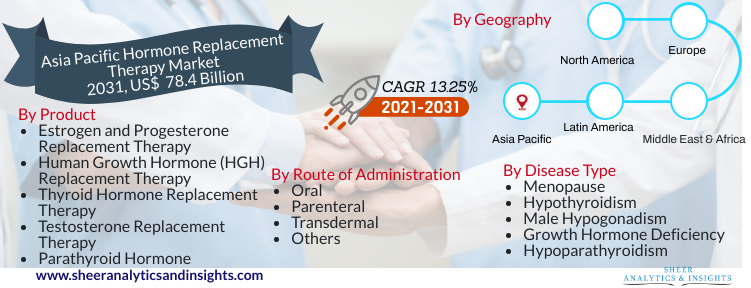 Asia Pacific Hormone Replacement
Therapy Market
2031, US$ 78.4 Billion
By Product
• Estrogen and Progesterone
Replacement Therapy
• Human Growth Hormone (HGH)
Replacement Therapy
• Thyroid Hormone Replacement
Therapy
• Testosterone Replacement
Therapy
• Parathyroid Hormone
www.sheeranalyticsandinsights.com
CAGR 13.25%
2021-2031
By Route of Administration
• Oral
• Parenteral
• Transdermal
• Others
By Geography
North America
Europe
Asia Pacific
Latin America
Middle East & Africa
By Disease Type
• Menopause
• Hypothyroidism
• Male Hypogonadism
• Growth Hormone Deficiency
• Hypoparathyroidism
SHEER
ANALYTICS & INSIGHTS